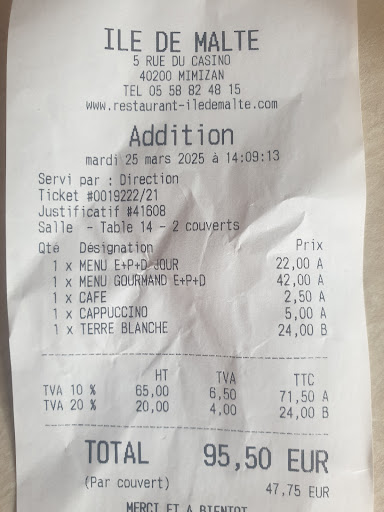 ILE DE MALTE
5 RUE DU CASINO
40200 MIMIZAN
TEL 05 58 82 48 15
www.restaurant-iledemalte.com
Addition
mardi 25 mars 2025 à 14:09:13
Servi par : Direction
Ticket #0019222/21
Justificatif #41608
Salle - Table 14 - 2 couverts
Qté Désignation Prix
1 x MENU E+P+D JOUR 22,00 A
1 x MENU GOURMAND E+P+D 42,00 A
1 x CAFE 2,50 A
1 x CAPPUCCINO 5,00 A
1 x TERRE BLANCHE 24,00 B
HT TVA TTC
TVA 10 % 65,00 6,50 71,50 A
TVA 20 % 20,00 4,00 24,00 B
TOTAL 95,50 EUR
(Par couvert) 47,75 EUR
MERCI ET A BIENTOT